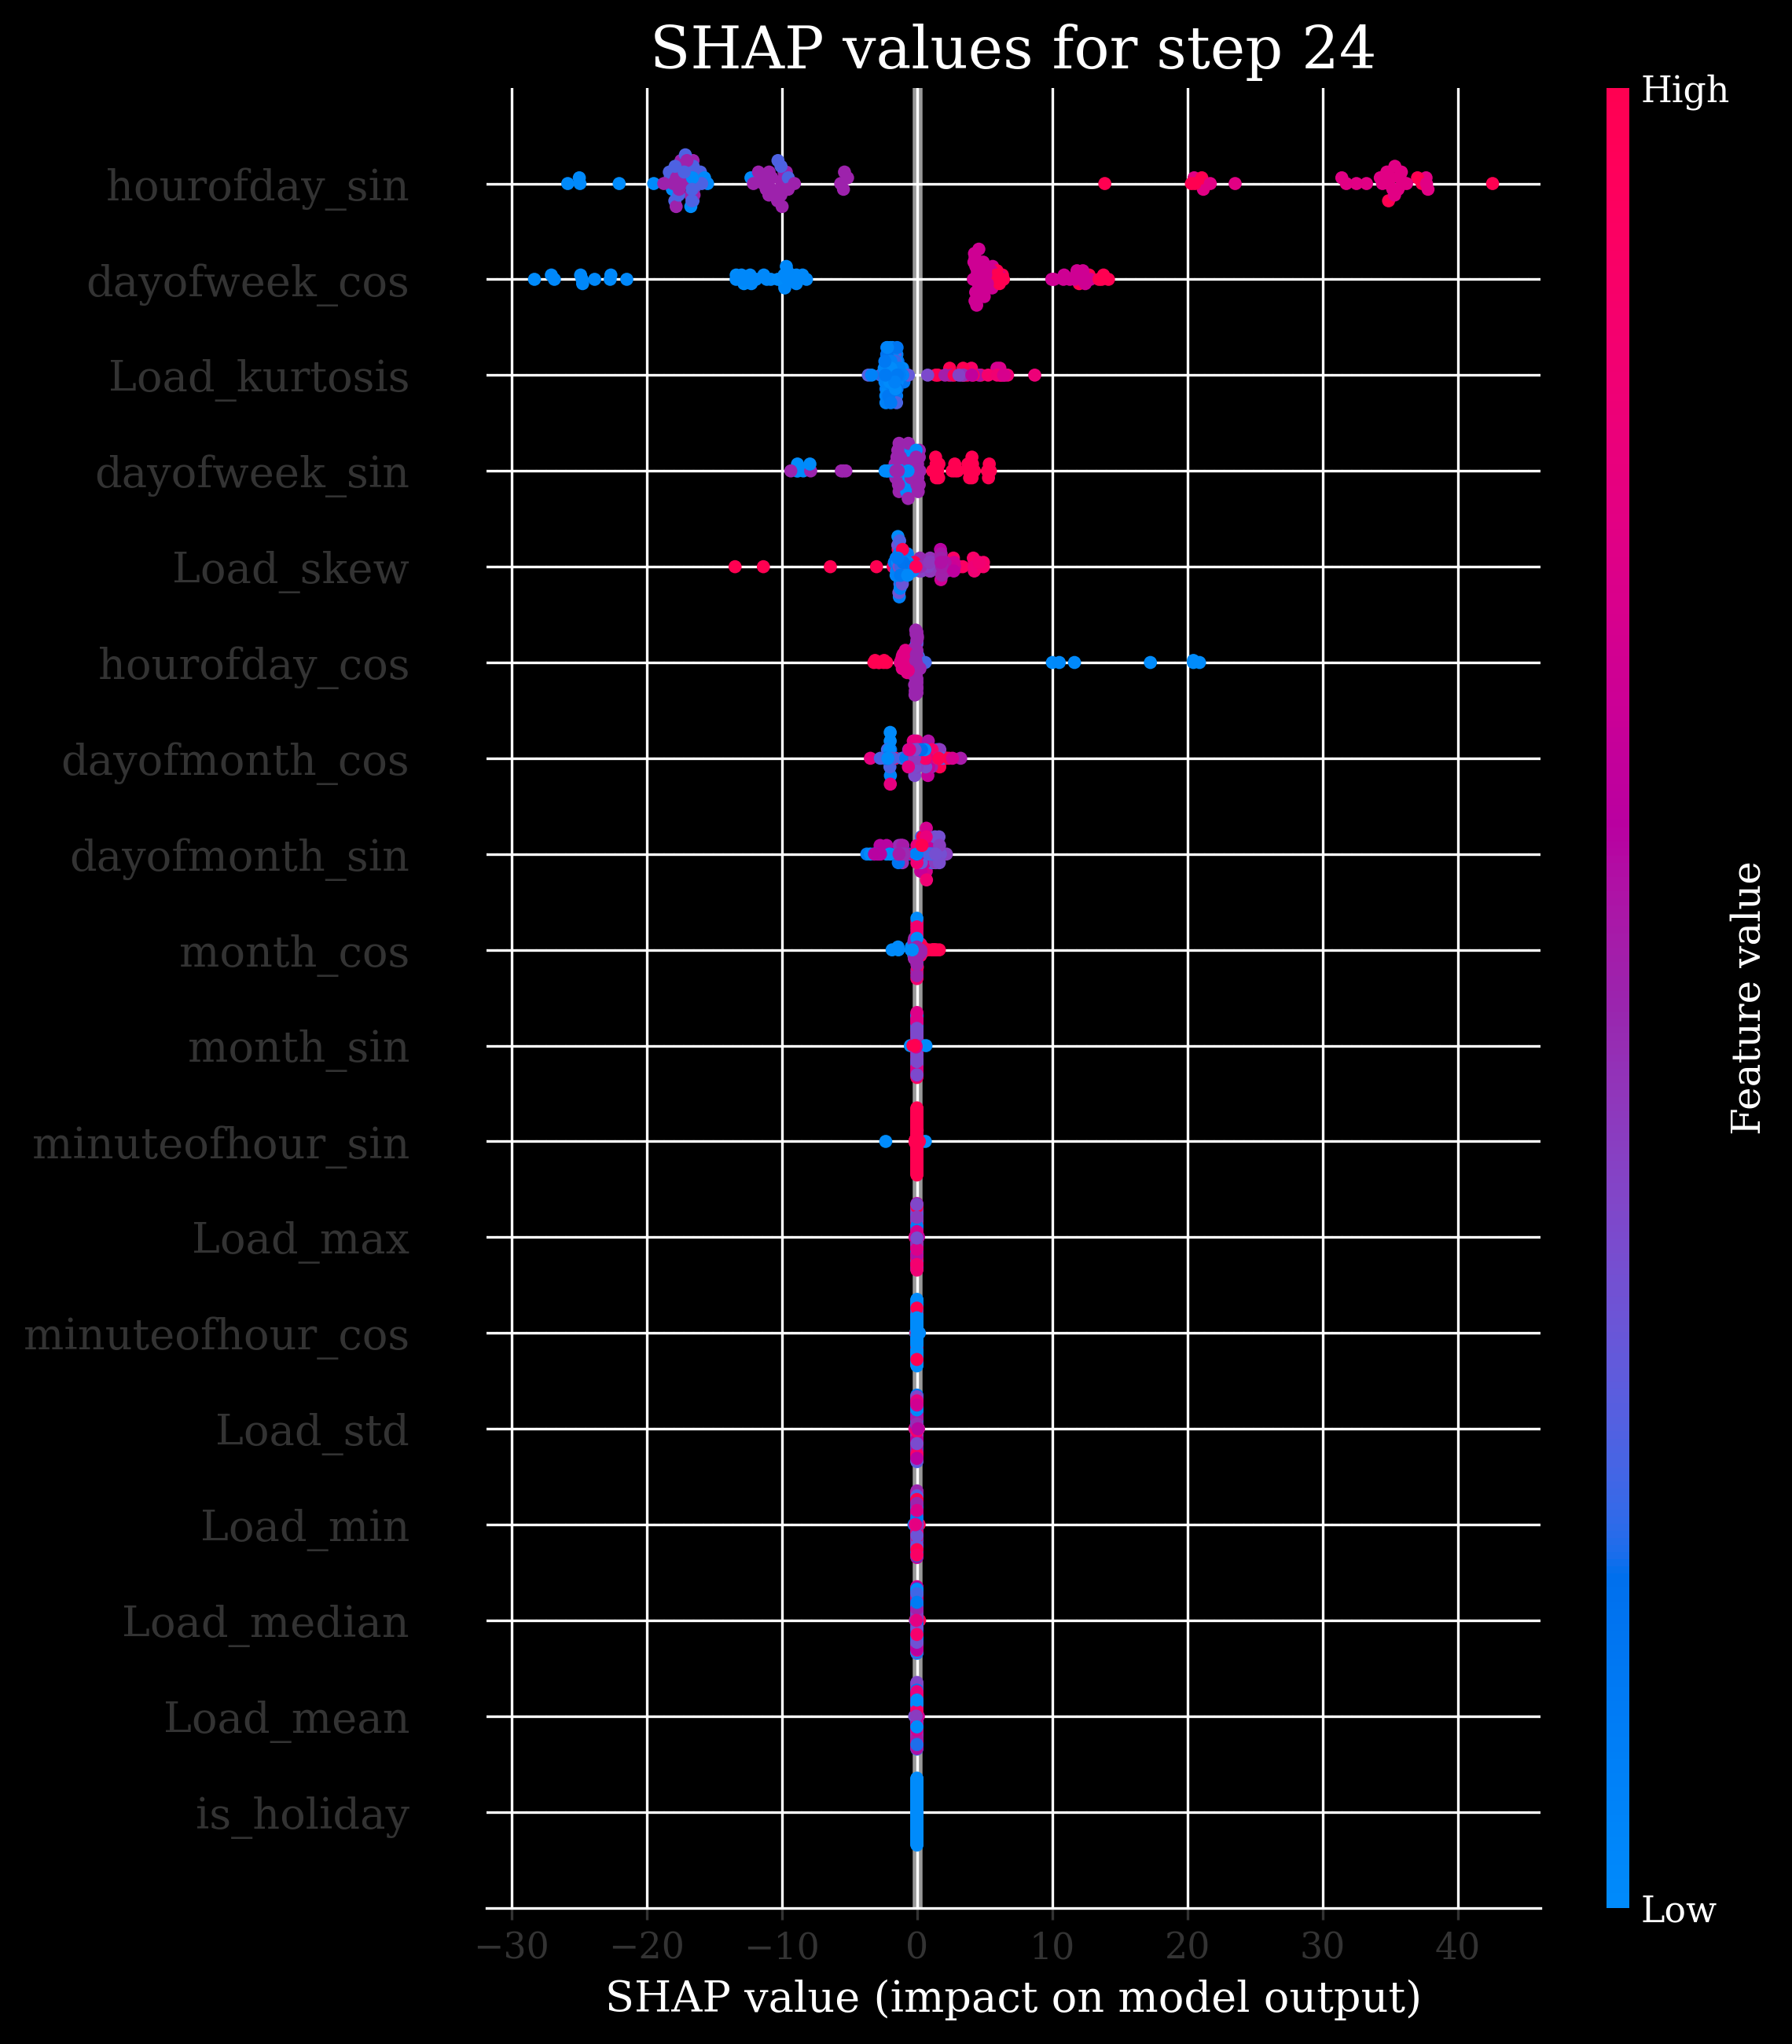 SHAP values for step 24
High
hourofday_sin
dayofweek_cos
Load_kurtosis
dayofweek_sin
Load_skew
hourofday_cos
dayofmonth_cos
dayofmonth_sin
month_cos
month_sin
minuteofhour_sin
Load_max
minuteofhour_cos
Load_std
Load_min
Load_median
Load_mean
is_holiday
Feature value
Low
−30 −20 −10 0 10 20 30 40
SHAP value (impact on model output)